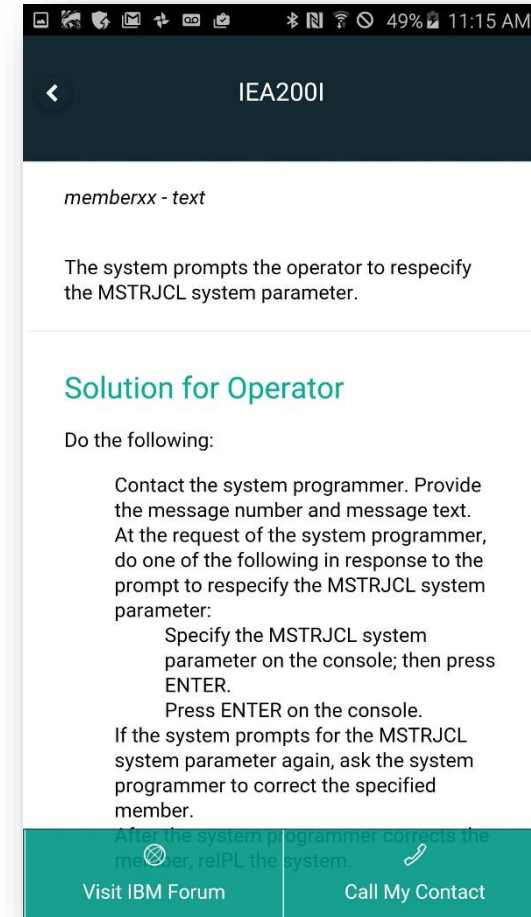 49% 11:15 AM
IEA200I
memberxx - text
The system prompts the operator to respecify
the MSTRJCL system parameter.
Solution for Operator
Do the following:
Contact the system programmer. Provide
the message number and message text.
At the request of the system programmer,
do one of the following in response to the
prompt to respecify the MSTRJCL system
parameter:
Specify the MSTRJCL system
parameter on the console; then press
ENTER.
Press ENTER on the console.
If the system prompts for the MSTRJCL
system parameter again, ask the system
programmer to correct the specified
member.
After the system programmer corrects the
member, reIPL the system.
Visit IBM Forum
Call My Contact